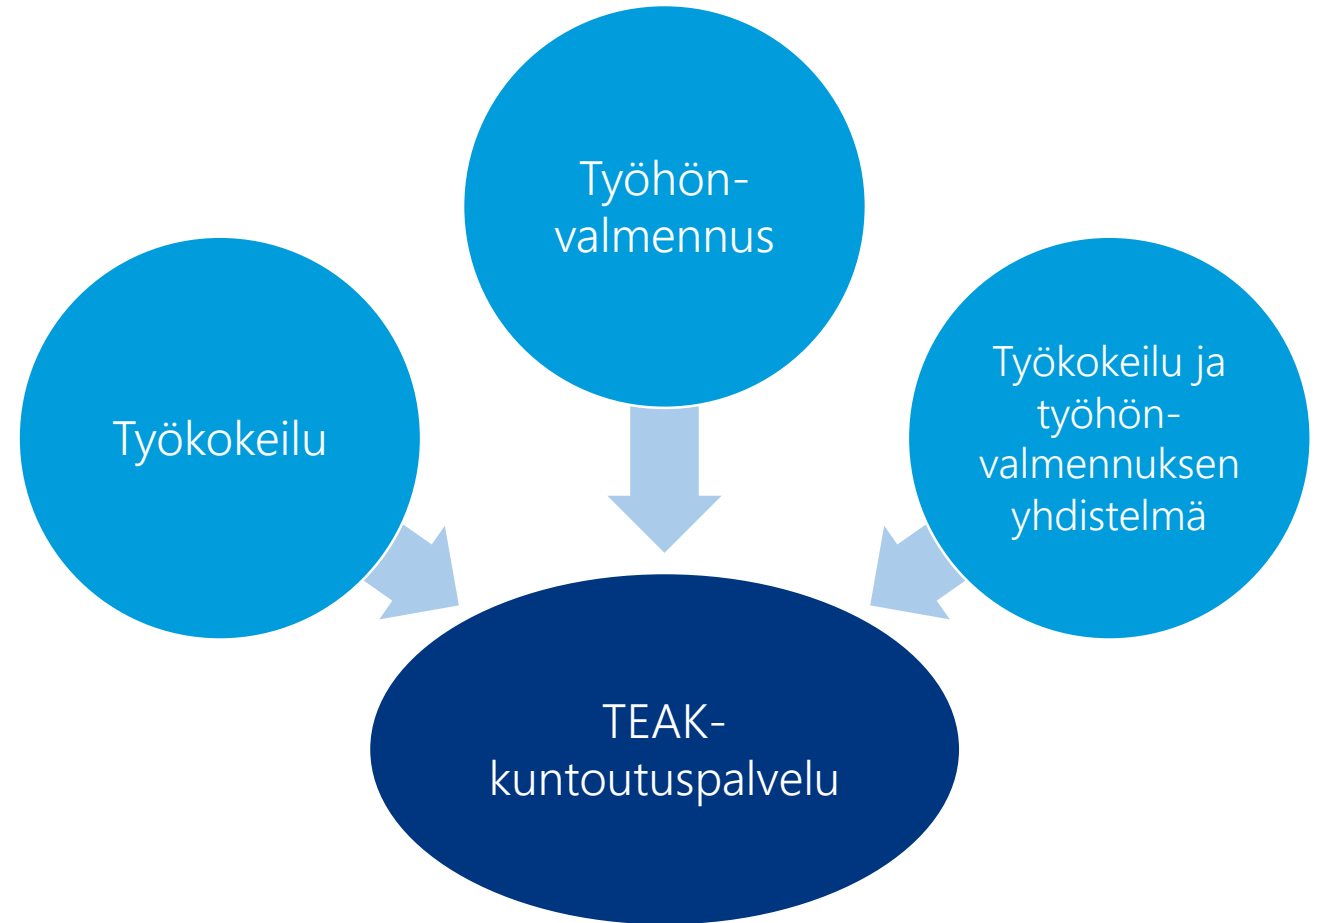 Työhön-
valmennus
Työkokeilu
Työkokeilu ja
työhön-
valmennuksen
yhdistelmä
TEAK-
kuntoutuspalvelu